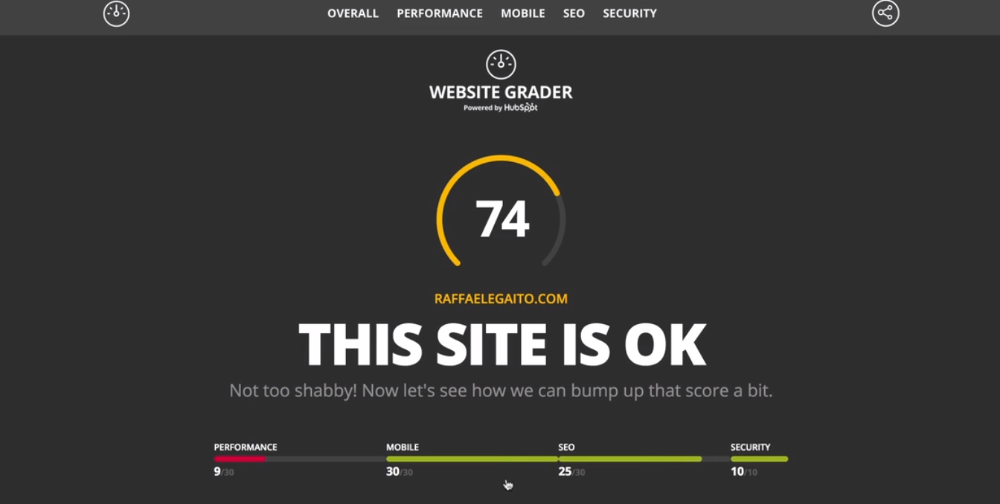 OVERALL PERFORMANCE MOBILE SEO SECURITY
WEBSITE GRADER
Powered by HubSpot
74
RAFFAELEGAITO.COM
THIS SITE IS OK
Not too shabby! Now let's see how we can bump up that score a bit.
PERFORMANCE MOBILE SEO SECURITY
9/30 30/30 25/30 10/10